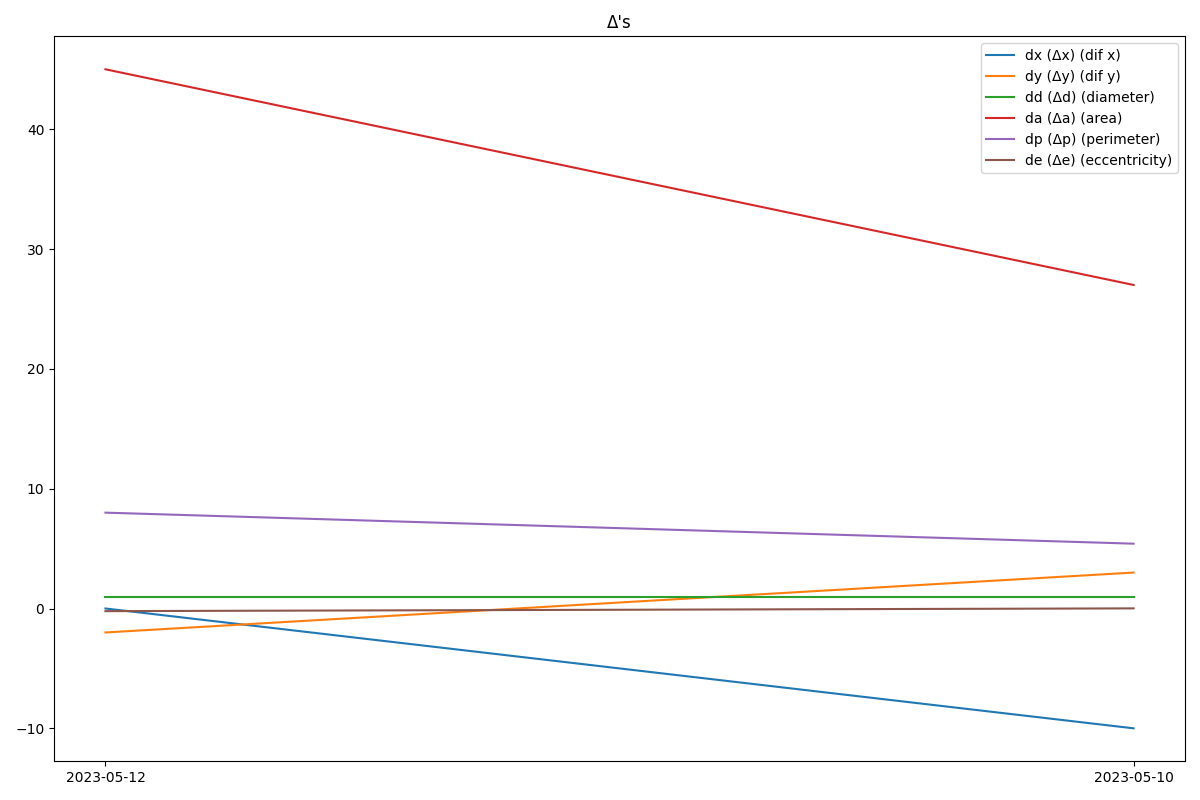 Δ's
dx (Δx) (dif x)
dy (Δy) (dif y)
dd (Δd) (diameter)
da (Δa) (area)
dp (Δp) (perimeter)
de (Δe) (eccentricity)
40
30
20
10
0
−10
2023-05-12 2023-05-10